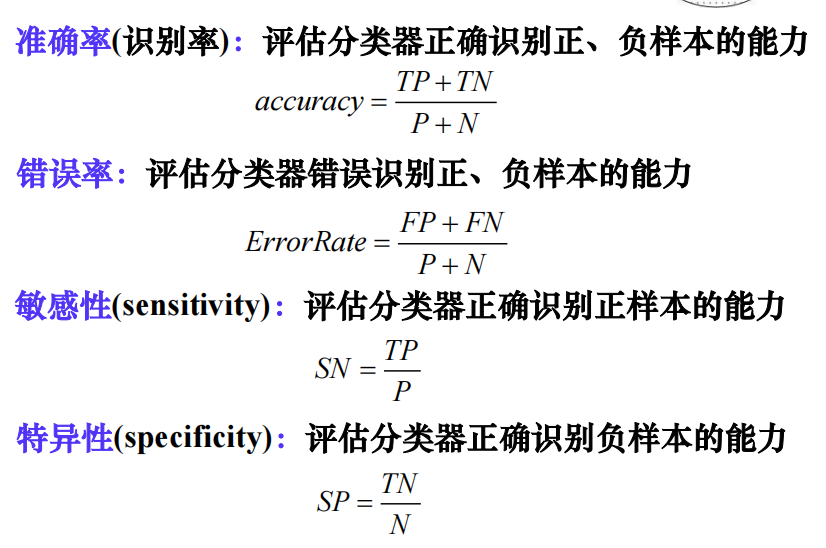 准确率(识别率)：评估分类器正确识别正、负样本的能力
accuracy = \frac{TP+TN}{P+N}
错误率：评估分类器错误识别正、负样本的能力
ErrorRate = \frac{FP+FN}{P+N}
敏感性(sensitivity)：评估分类器正确识别正样本的能力
SN = \frac{TP}{P}
特异性(specificity)：评估分类器正确识别负样本的能力
SP = \frac{TN}{N}